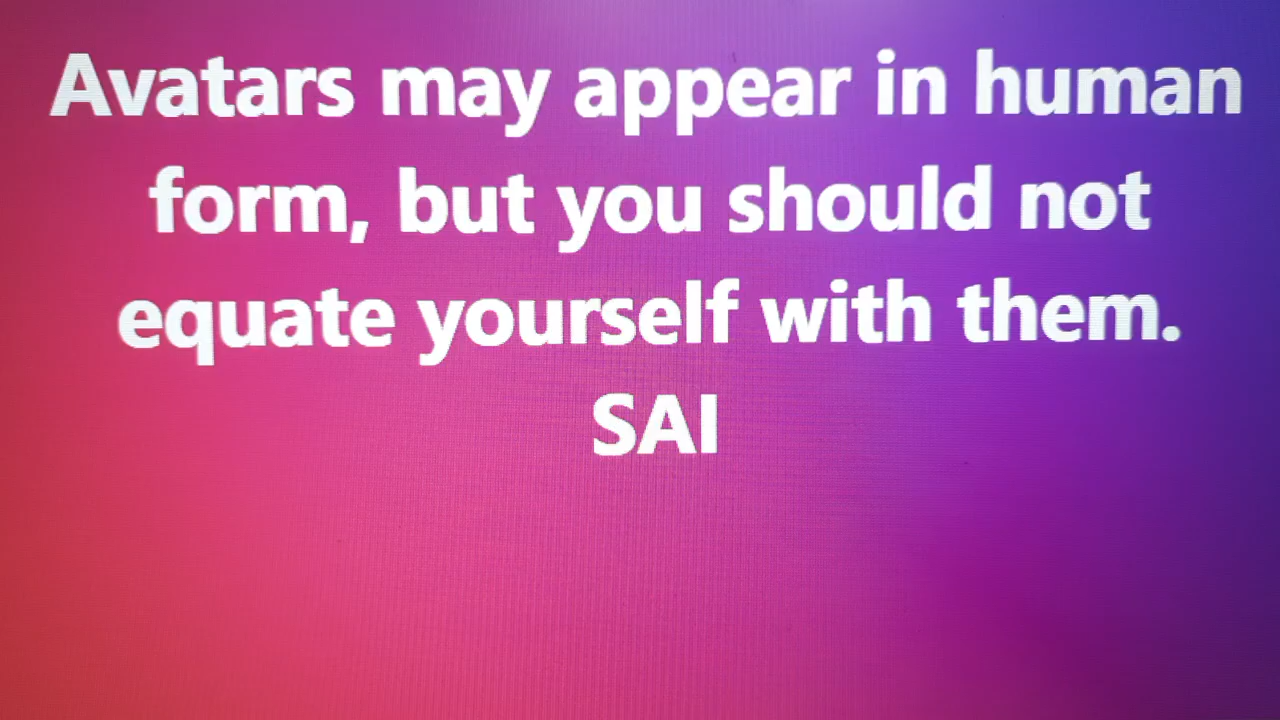 Avatars may appear in human
form, but you should not
equate yourself with them.
SAI